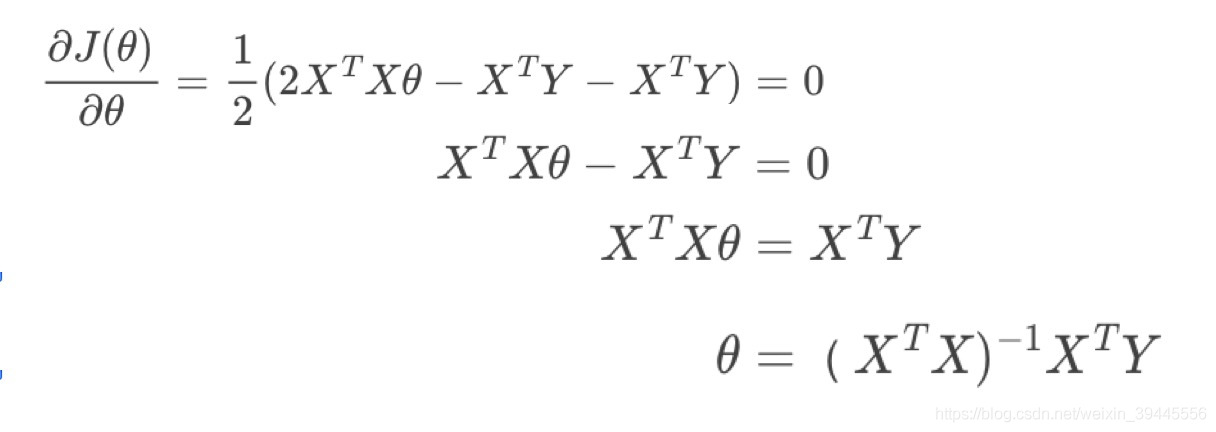 ∂J(θ)/∂θ = 1/2(2X^T Xθ − X^T Y − X^T Y) = 0
X^T Xθ − X^T Y = 0
X^T Xθ = X^T Y
θ = ( X^T X)^−1 X^T Y
https://blog.csdn.net/weixin_39445556